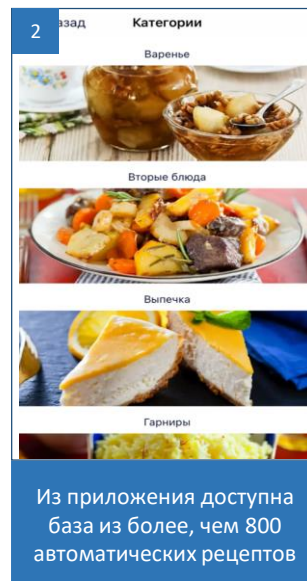 2
азад
Категории
Варенье
Вторые блюда
Выпечка
Гарниры
Из приложения доступна
база из более, чем 800
автоматических рецептов